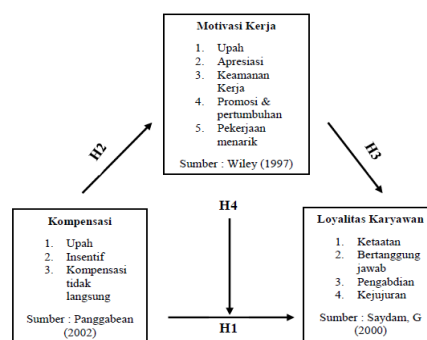 Motivasi Kerja
1. Upah
2. Apresiasi
3. Keamanan
Kerja
4. Promosi &
pertumbuhan
5. Pekerjaan
menarik
Sumber : Wiley (1997)
H2
H3
H4
Kompensasi
1. Upah
2. Insentif
3. Kompensasi
tidak
langsung
Sumber : Panggabean
(2002)
H1
Loyalitas Karyawan
1. Ketaatan
2. Bertanggung
jawab
3. Pengabdian
4. Kejujuran
Sumber : Saydam, G
(2000)